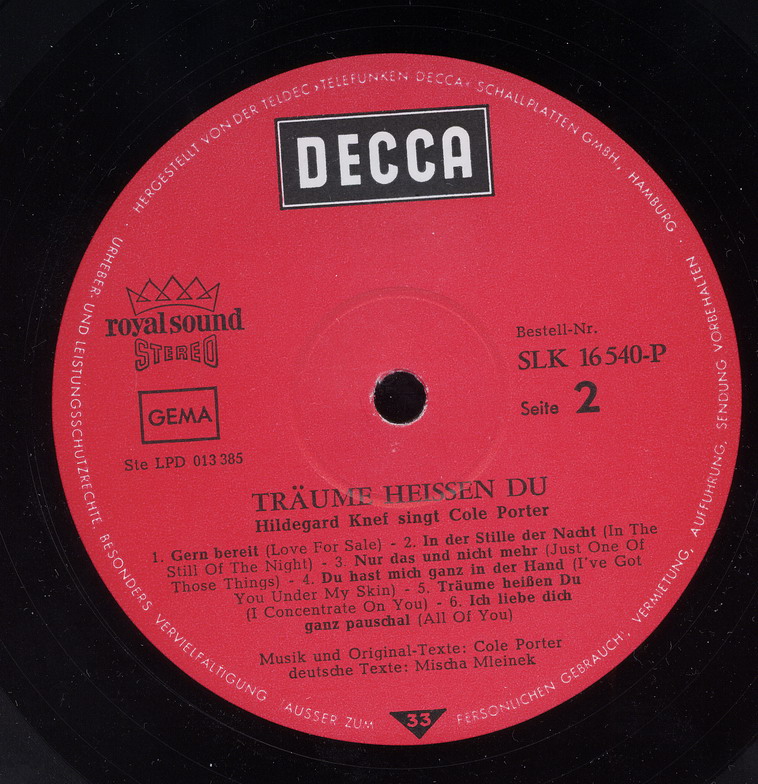 HERGESTELLT VON DER TELDEC »TELEFUNKEN DECCA« SCHALLPLATTEN GMBH., HAMBURG ·
DECCA
royal sound
STEREO
GEMA
Ste LPD 013 385
Bestell-Nr.
SLK 16 540-P
Seite 2
TRÄUME HEISSEN DU
Hildegard Knef singt Cole Porter
1. Gern bereit (Love For Sale) - 2. In der Stille der Nacht (In The
Still Of The Night) - 3. Nur das und nicht mehr (Just One Of
Those Things) - 4. Du hast mich ganz in der Hand (I've Got
You Under My Skin) - 5. Träume heißen Du
(I Concentrate On You) - 6. Ich liebe dich
ganz pauschal (All Of You)
Musik und Original-Texte: Cole Porter
deutsche Texte: Mischa Mleinek
URHEBER- UND LEISTUNGSSCHUTZRECHTE, BESONDERS VERVIELFÄLTIGUNG 'AUSSER ZUM
33
PERSÖNLICHEN GEBRAUCH', VERMIETUNG, AUFFÜHRUNG, SENDUNG VORBEHALTEN